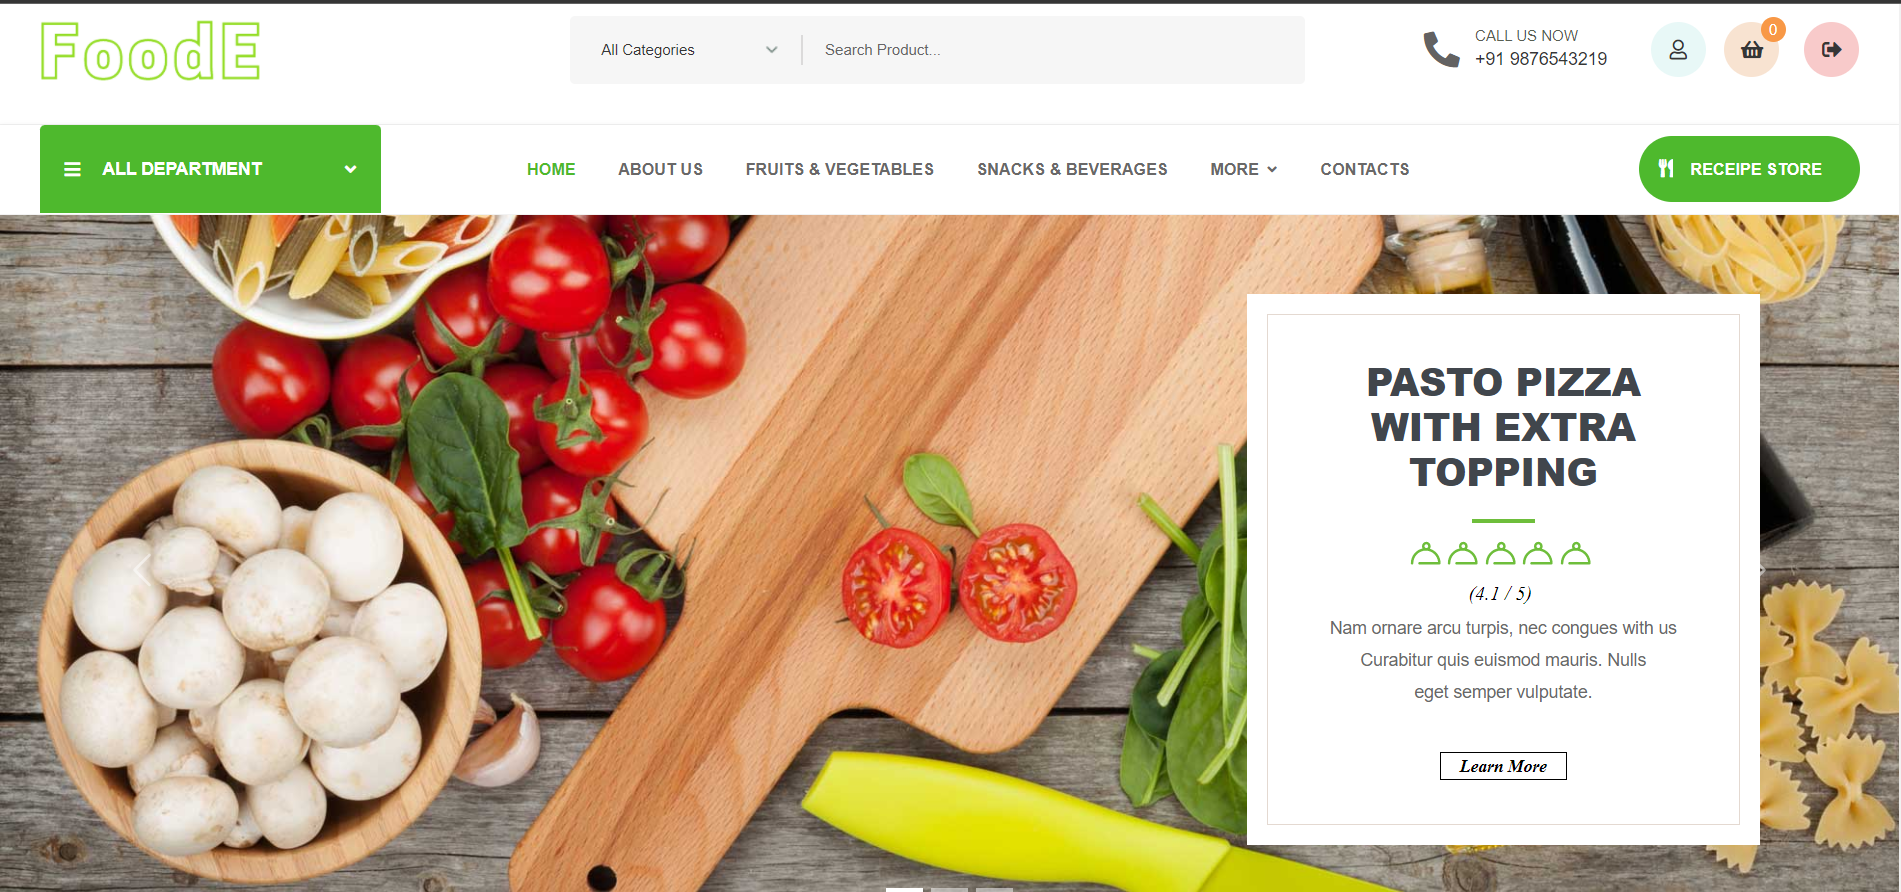 FoodE
All Categories
Search Product...
CALL US NOW
+91 9876543219
0
ALL DEPARTMENT
HOME
ABOUT US
FRUITS & VEGETABLES
SNACKS & BEVERAGES
MORE
CONTACTS
RECEIPE STORE
PASTO PIZZA
WITH EXTRA
TOPPING
(4.1 / 5)
Nam ornare arcu turpis, nec congues with us
Curabitur quis euismod mauris. Nulls
eget semper vulputate.
Learn More